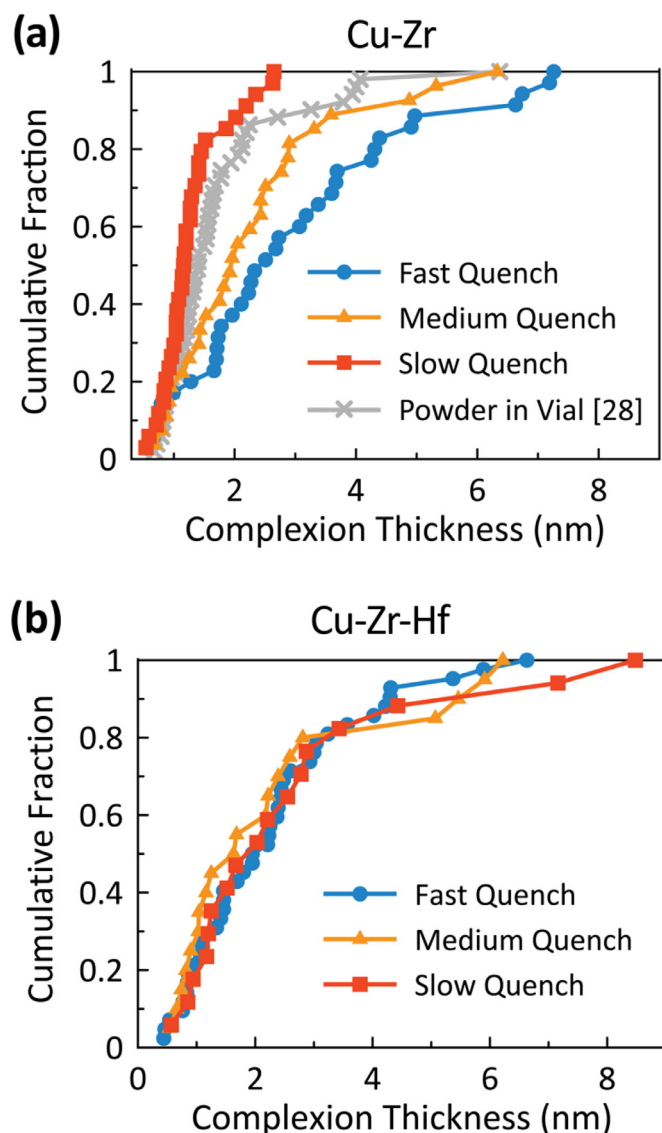 (a)
Cu-Zr
1
0.8
0.6
0.4
0.2
0
Cumulative Fraction
Fast Quench
Medium Quench
Slow Quench
Powder in Vial [28]
2
4
6
8
Complexion Thickness (nm)
(b)
Cu-Zr-Hf
1
0.8
0.6
0.4
0.2
0
Cumulative Fraction
Fast Quench
Medium Quench
Slow Quench
0
2
4
6
8
Complexion Thickness (nm)